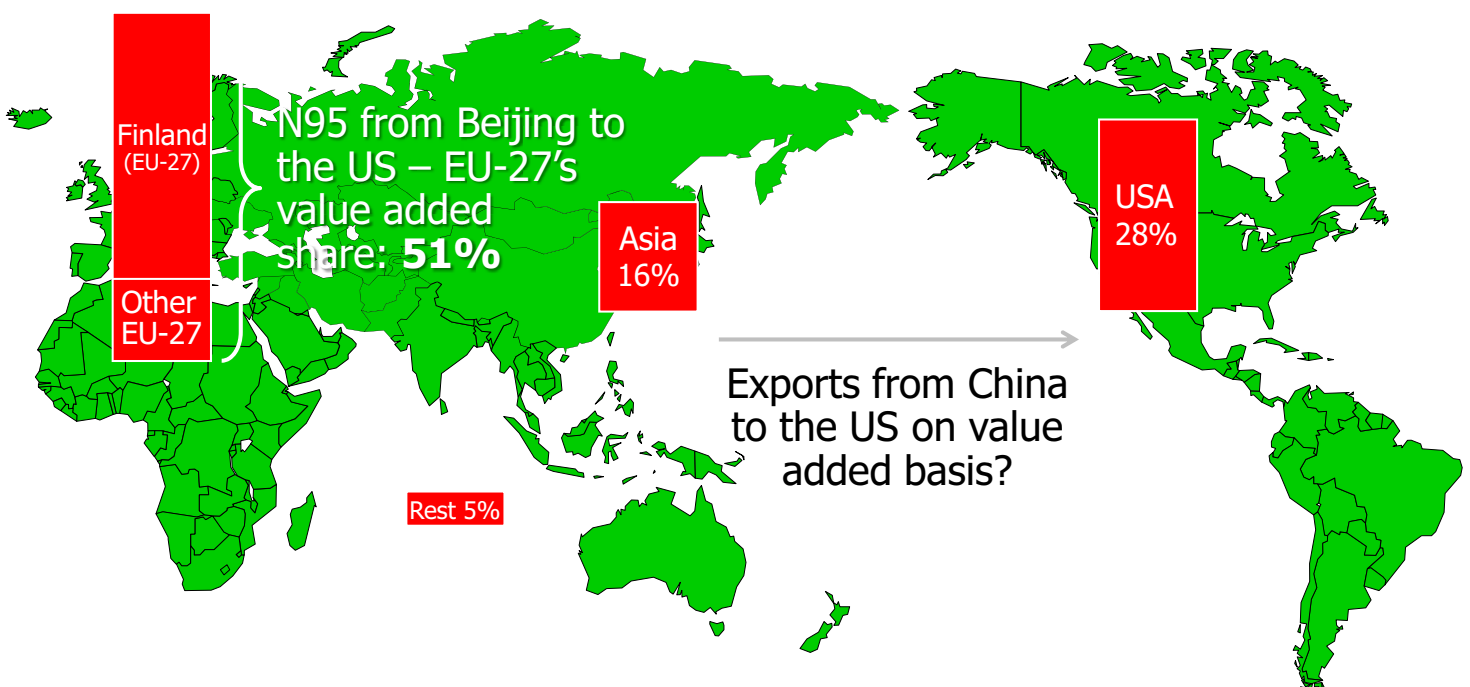 Finland
(EU-27)
Other
EU-27
N95 from Beijing to
the US – EU-27’s
value added
share: 51%
Asia
16%
USA
28%
Exports from China
to the US on value
added basis?
Rest 5%